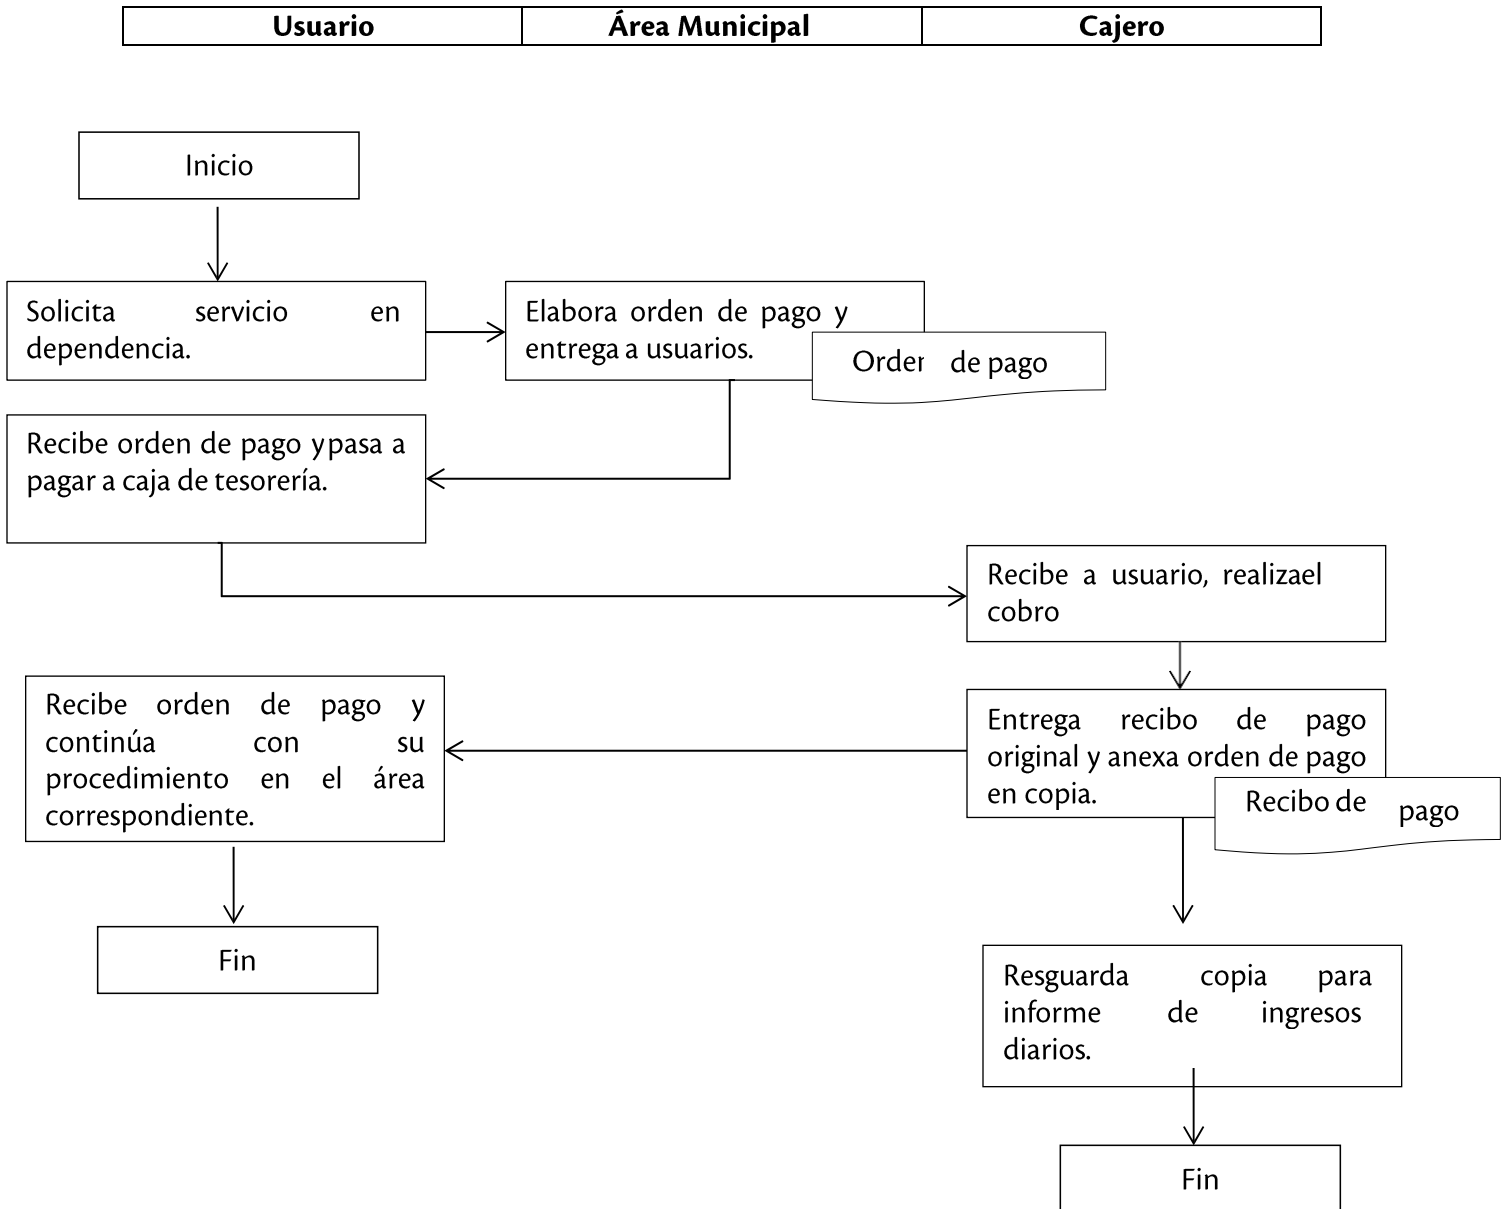 Usuario Área Municipal Cajero
Inicio
Solicita servicio en
dependencia.
Elabora orden de pago y
entrega a usuarios.
Orden de pago
Recibe orden de pago ypasa a
pagar a caja de tesorería.
Recibe a usuario, realizael
cobro
Recibe orden de pago y
continúa con su
procedimiento en el área
correspondiente.
Entrega recibo de pago
original y anexa orden de pago
en copia.
Recibo de pago
Fin
Resguarda copia para
informe de ingresos
diarios.
Fin